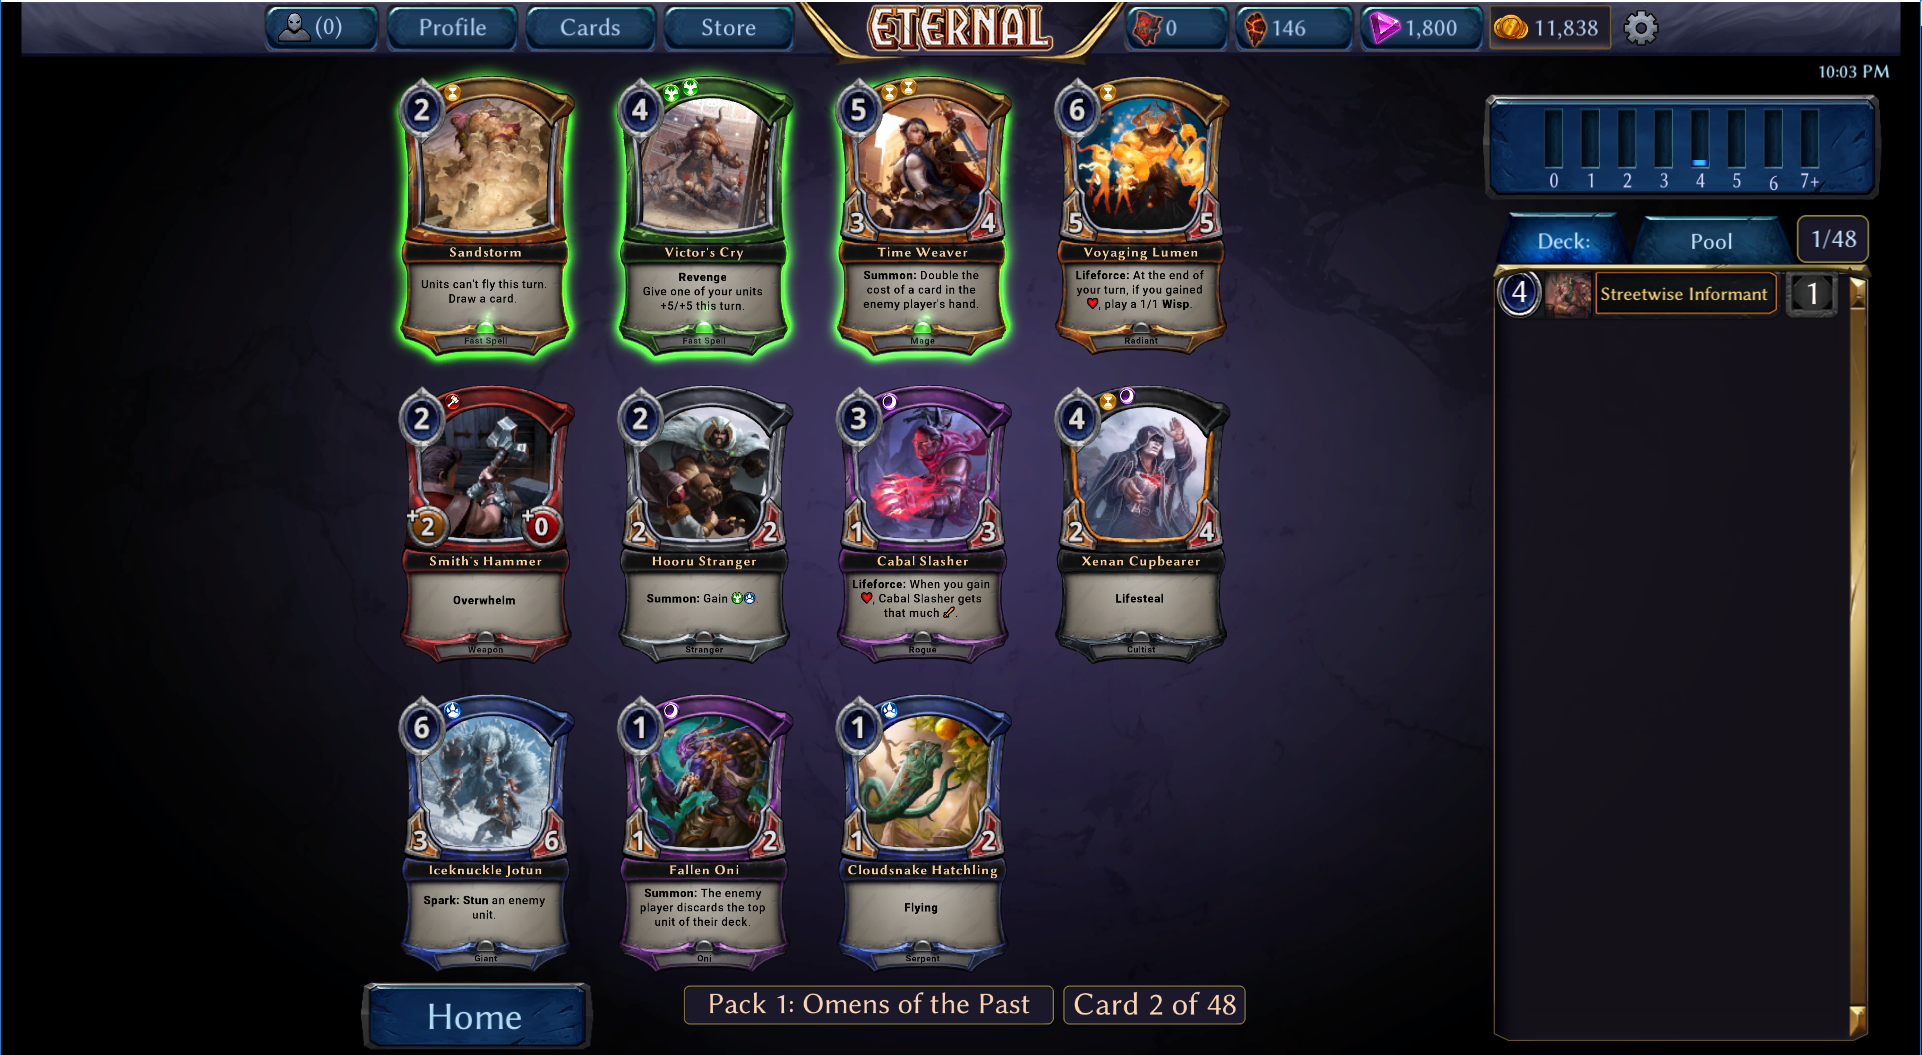 (0)
Profile
Cards
Store
ETERNAL
0
146
1,800
11,838
10:03 PM
2
Sandstorm
Units can't fly this turn.
Draw a card.
Fast Spell
4
Victor's Cry
Revenge
Give one of your units
+5/+5 this turn.
Fast Spell
5
3
4
Time Weaver
Summon: Double the
cost of a card in the
enemy player's hand.
Mage
6
5
5
Voyaging Lumen
Lifeforce: At the end of
your turn, if you gained
, play a 1/1 Wisp.
Radiant
2
+2
+0
Smith's Hammer
Overwhelm
Weapon
2
2
2
Hooru Stranger
Summon: Gain .
Stranger
3
1
3
Cabal Slasher
Lifeforce: When you gain
, Cabal Slasher gets
that much .
Rogue
4
2
4
Xenan Cupbearer
Lifesteal
Cultist
6
3
6
Iceknuckle Jotun
Spark: Stun an enemy
unit.
Giant
1
1
2
Fallen Oni
Summon: The enemy
player discards the top
unit of their deck.
Oni
1
1
2
Cloudsnake Hatchling
Flying
Serpent
0 1 2 3 4 5 6 7+
Deck:
Pool
1/48
4 Streetwise Informant 1
Home
Pack 1: Omens of the Past
Card 2 of 48